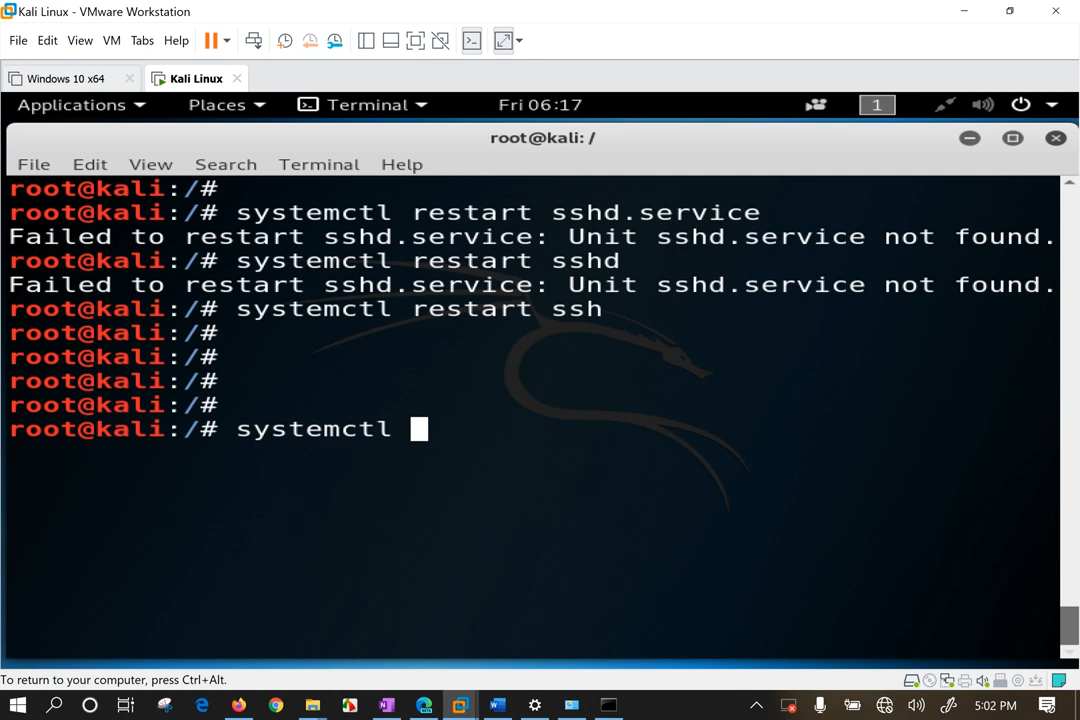 Kali Linux - VMware Workstation
File Edit View VM Tabs Help
Windows 10 x64 Kali Linux
Applications Places Terminal Fri 06:17 1
root@kali: /
File Edit View Search Terminal Help
root@kali:/#
root@kali:/# systemctl restart sshd.service
Failed to restart sshd.service: Unit sshd.service not found.
root@kali:/# systemctl restart sshd
Failed to restart sshd.service: Unit sshd.service not found.
root@kali:/# systemctl restart ssh
root@kali:/#
root@kali:/#
root@kali:/#
root@kali:/#
root@kali:/# systemctl
To return to your computer, press Ctrl+Alt.
5:02 PM